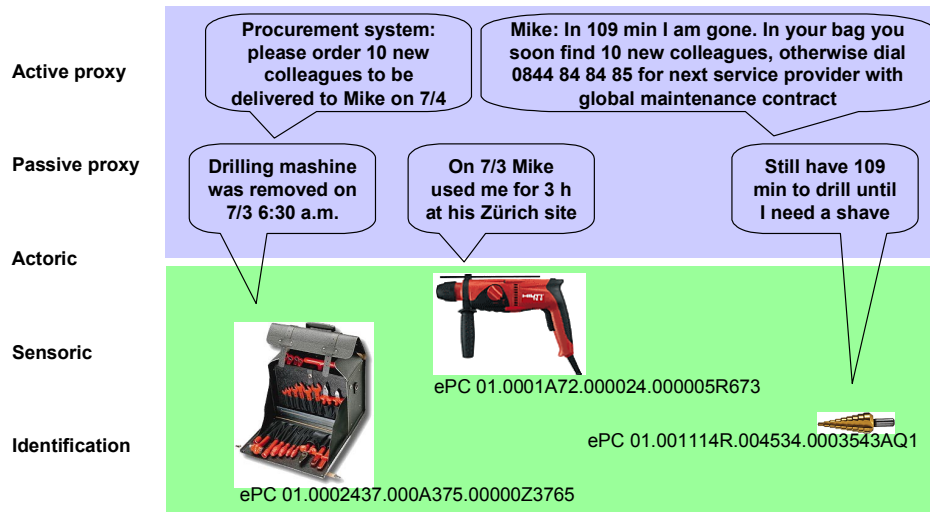 Active proxy
Procurement system:
please order 10 new
colleagues to be
delivered to Mike on 7/4
Mike: In 109 min I am gone. In your bag you
soon find 10 new colleagues, otherwise dial
0844 84 84 85 for next service provider with
global maintenance contract
Passive proxy
Drilling mashine
was removed on
7/3 6:30 a.m.
On 7/3 Mike
used me for 3 h
at his Zürich site
Still have 109
min to drill until
I need a shave
Actoric
Sensoric
HILTI
ePC 01.0001A72.000024.000005R673
Identification
ePC 01.001114R.004534.0003543AQ1
ePC 01.0002437.000A375.00000Z3765